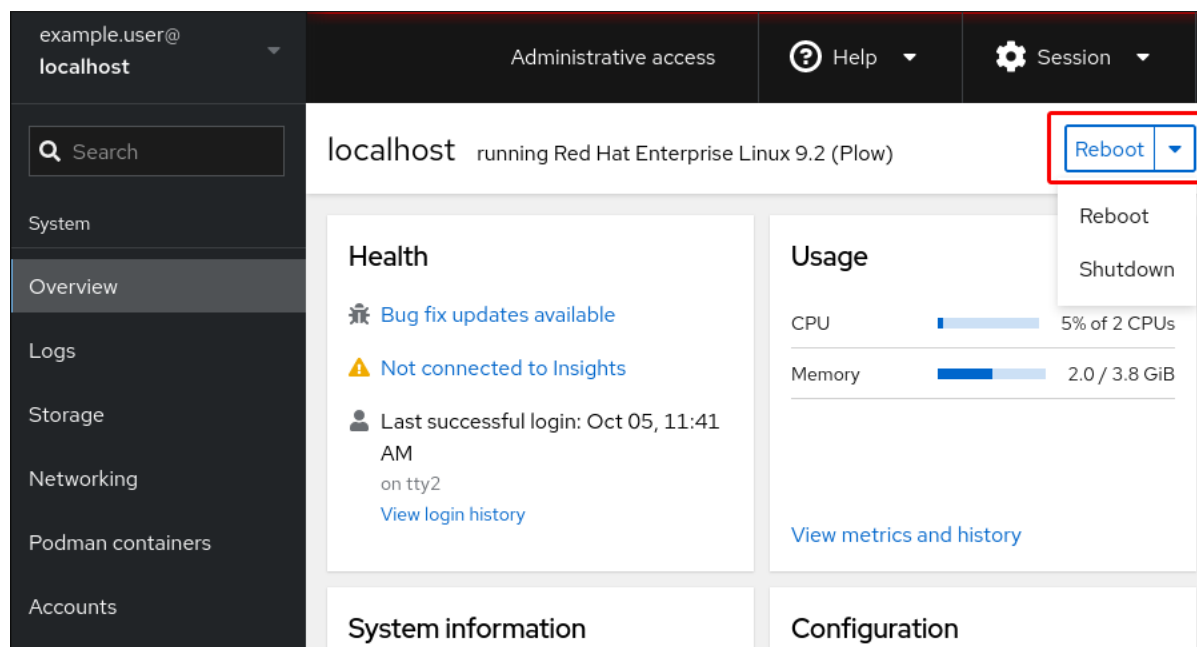 example.user@
localhost
Administrative access
Help
Session
Search
localhost running Red Hat Enterprise Linux 9.2 (Plow)
Reboot
Reboot
Shutdown
System
Overview
Logs
Storage
Networking
Podman containers
Accounts
Health
Bug fix updates available
Not connected to Insights
Last successful login: Oct 05, 11:41
AM
on tty2
View login history
Usage
CPU 5% of 2 CPUs
Memory 2.0 / 3.8 GiB
View metrics and history
System information
Configuration